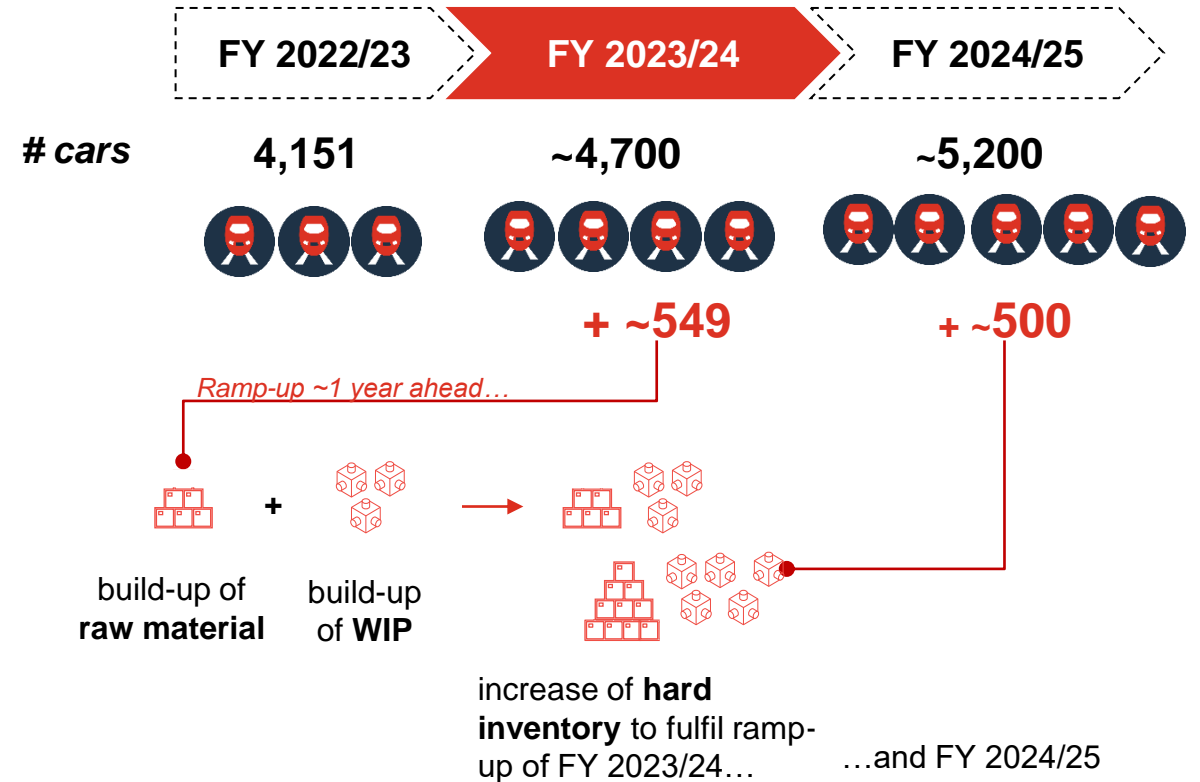 FY 2022/23
FY 2023/24
FY 2024/25
# cars
4,151
~4,700
~5,200
+ ~549
+ ~500
Ramp-up ~1 year ahead…
+
build-up of
raw material
build-up
of WIP
increase of hard
inventory to fulfil ramp-
up of FY 2023/24…
…and FY 2024/25